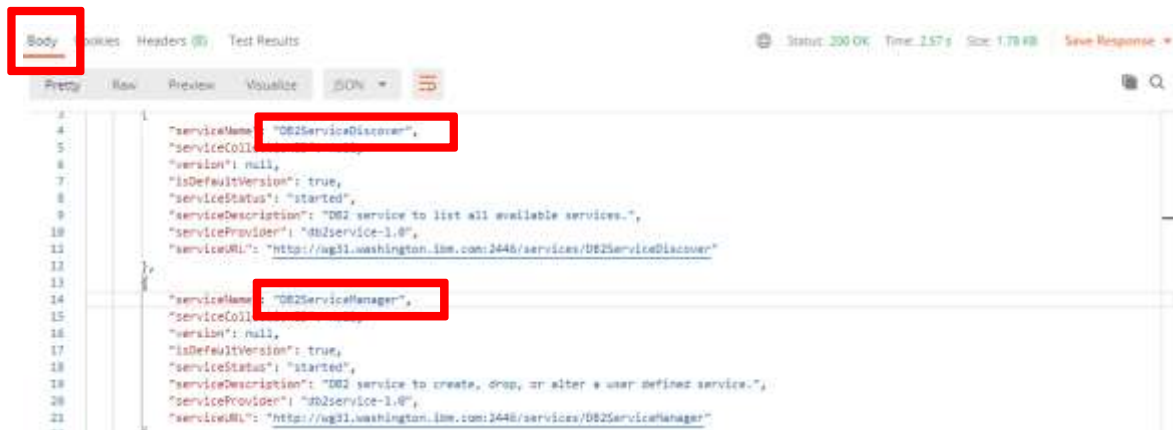 Body Cookies Headers (8) Test Results Status: 200 OK Time: 2.57 s Size: 1.78 KB Save Response
Pretty Raw Preview Visualize JSON
3 {
4 "serviceName": "DB2ServiceDiscover",
5 "serviceColl null,
6 "version": null,
7 "isDefaultVersion": true,
8 "serviceStatus": "started",
9 "serviceDescription": "DB2 service to list all available services.",
10 "serviceProvider": "db2service-1.0",
11 "serviceURL": "http://wg31.washington.ibm.com:2446/services/DB2ServiceDiscover"
12 },
13 {
14 "serviceName": "DB2ServiceManager",
15 "serviceColl null,
16 "version": null,
17 "isDefaultVersion": true,
18 "serviceStatus": "started",
19 "serviceDescription": "DB2 service to create, drop, or alter a user defined service.",
20 "serviceProvider": "db2service-1.0",
21 "serviceURL": "http://wg31.washington.ibm.com:2446/services/DB2ServiceManager"